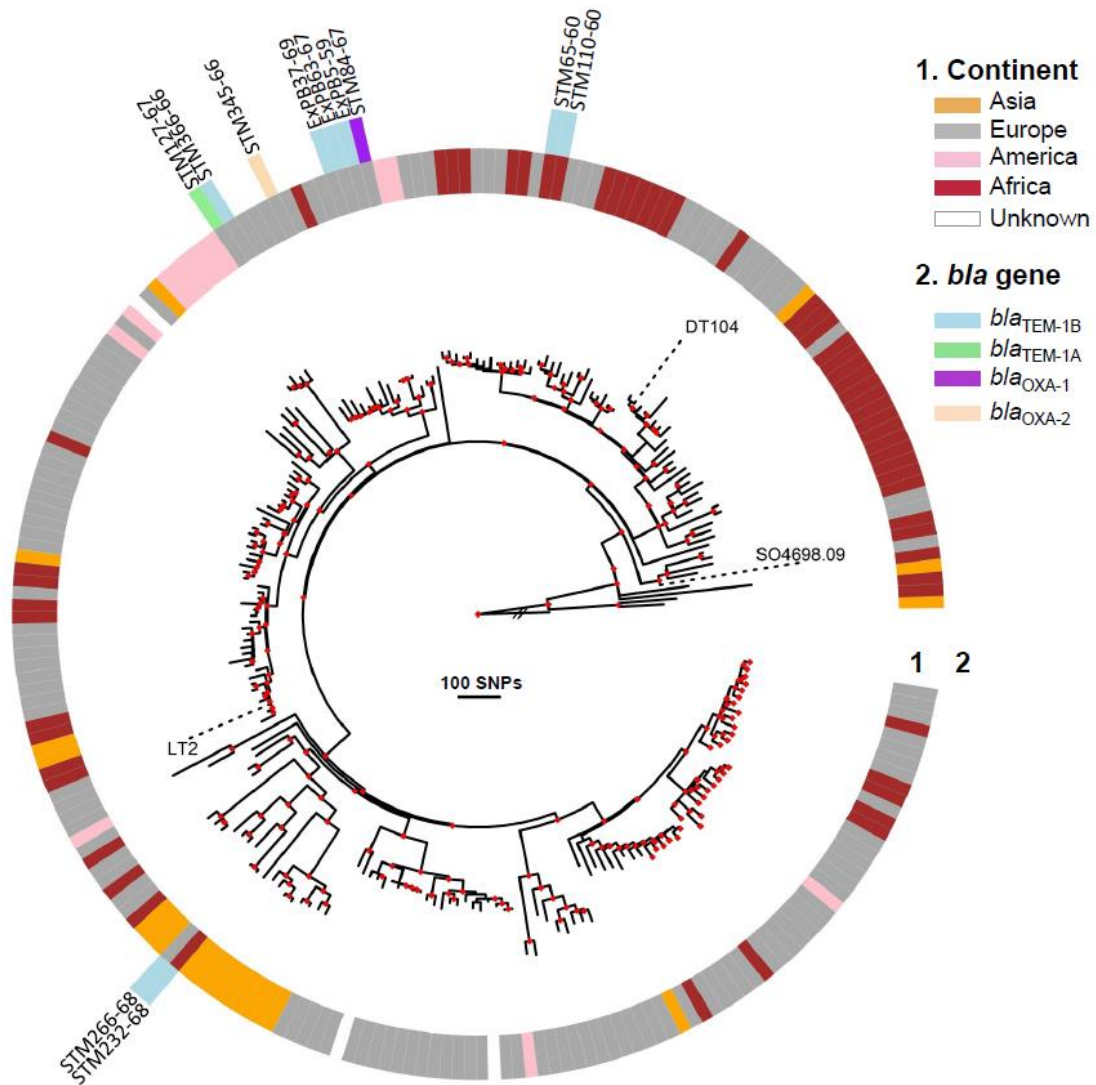 STM127-67
STM366-66
STM345-66
ExPB37-69
ExPB63-67
ExPB5-59
STM84-67
STM65-60
STM110-60
1. Continent
Asia
Europe
America
Africa
Unknown
2. bla gene
blaTEM-1B
blaTEM-1A
blaOXA-1
blaOXA-2
DT104
SO4698.09
1 2
100 SNPs
LT2
STM266-68
STM232-68